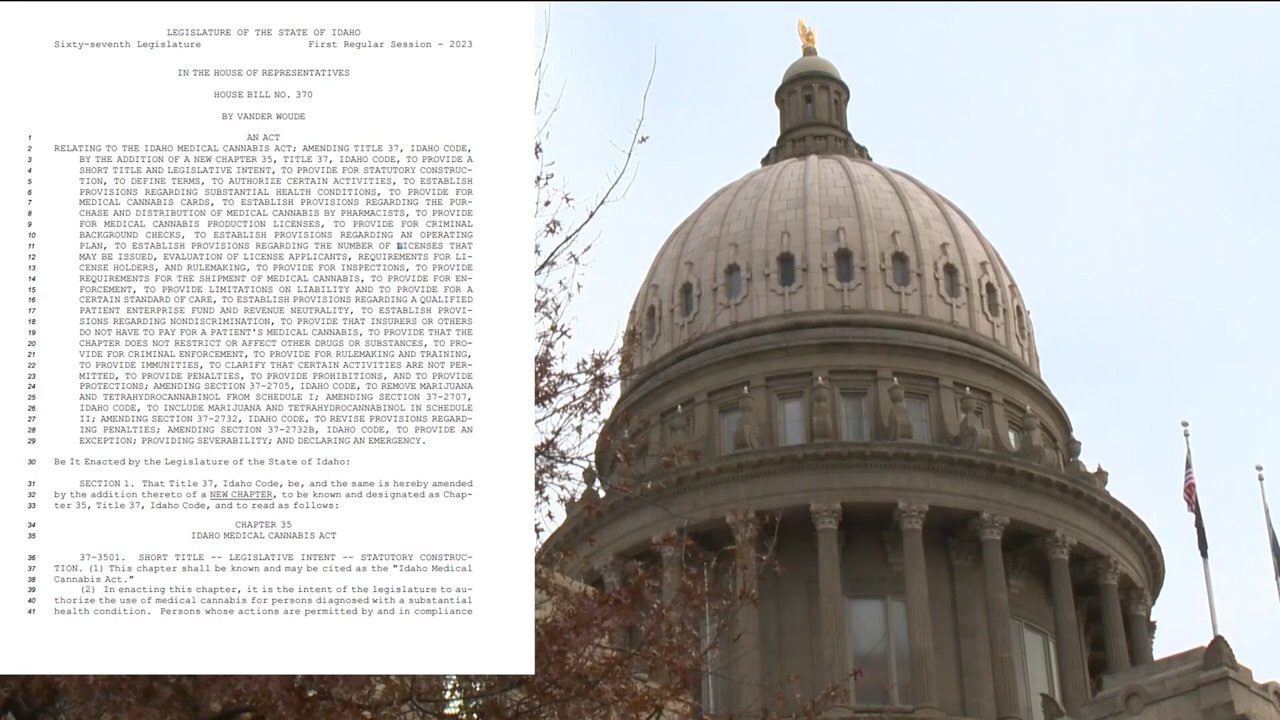 LEGISLATURE OF THE STATE OF IDAHO
Sixty-seventh Legislature First Regular Session - 2023
IN THE HOUSE OF REPRESENTATIVES
HOUSE BILL NO. 370
BY VANDER WOUDE
1 AN ACT
2 RELATING TO THE IDAHO MEDICAL CANNABIS ACT; AMENDING TITLE 37, IDAHO CODE,
3 BY THE ADDITION OF A NEW CHAPTER 35, TITLE 37, IDAHO CODE, TO PROVIDE A
4 SHORT TITLE AND LEGISLATIVE INTENT, TO PROVIDE FOR STATUTORY CONSTRUC-
5 TION, TO DEFINE TERMS, TO AUTHORIZE CERTAIN ACTIVITIES, TO ESTABLISH
6 PROVISIONS REGARDING SUBSTANTIAL HEALTH CONDITIONS, TO PROVIDE FOR
7 MEDICAL CANNABIS CARDS, TO ESTABLISH PROVISIONS REGARDING THE PUR-
8 CHASE AND DISTRIBUTION OF MEDICAL CANNABIS BY PHARMACISTS, TO PROVIDE
9 FOR MEDICAL CANNABIS PRODUCTION LICENSES, TO PROVIDE FOR CRIMINAL
10 BACKGROUND CHECKS, TO ESTABLISH PROVISIONS REGARDING AN OPERATING
11 PLAN, TO ESTABLISH PROVISIONS REGARDING THE NUMBER OF LICENSES THAT
12 MAY BE ISSUED, EVALUATION OF LICENSE APPLICANTS, REQUIREMENTS FOR LI-
13 CENSE HOLDERS, AND RULEMAKING, TO PROVIDE FOR INSPECTIONS, TO PROVIDE
14 REQUIREMENTS FOR THE SHIPMENT OF MEDICAL CANNABIS, TO PROVIDE FOR EN-
15 FORCEMENT, TO PROVIDE LIMITATIONS ON LIABILITY AND TO PROVIDE FOR A
16 CERTAIN STANDARD OF CARE, TO ESTABLISH PROVISIONS REGARDING A QUALIFIED
17 PATIENT ENTERPRISE FUND AND REVENUE NEUTRALITY, TO ESTABLISH PROVI-
18 SIONS REGARDING NONDISCRIMINATION, TO PROVIDE THAT INSURERS OR OTHERS
19 DO NOT HAVE TO PAY FOR A PATIENT'S MEDICAL CANNABIS, TO PROVIDE THAT THE
20 CHAPTER DOES NOT RESTRICT OR AFFECT OTHER DRUGS OR SUBSTANCES, TO PRO-
21 VIDE FOR CRIMINAL ENFORCEMENT, TO PROVIDE FOR RULEMAKING AND TRAINING,
22 TO PROVIDE IMMUNITIES, TO CLARIFY THAT CERTAIN ACTIVITIES ARE NOT PER-
23 MITTED, TO PROVIDE PENALTIES, TO PROVIDE PROHIBITIONS, AND TO PROVIDE
24 PROTECTIONS; AMENDING SECTION 37-2705, IDAHO CODE, TO REMOVE MARIJUANA
25 AND TETRAHYDROCANNABINOL FROM SCHEDULE I; AMENDING SECTION 37-2707,
26 IDAHO CODE, TO INCLUDE MARIJUANA AND TETRAHYDROCANNABINOL IN SCHEDULE
27 II; AMENDING SECTION 37-2732, IDAHO CODE, TO REVISE PROVISIONS REGARD-
28 ING PENALTIES; AMENDING SECTION 37-2732B, IDAHO CODE, TO PROVIDE AN
29 EXCEPTION; PROVIDING SEVERABILITY; AND DECLARING AN EMERGENCY.
30 Be It Enacted by the Legislature of the State of Idaho:
31 SECTION 1. That Title 37, Idaho Code, be, and the same is hereby amended
32 by the addition thereto of a NEW CHAPTER, to be known and designated as Chap-
33 ter 35, Title 37, Idaho Code, and to read as follows:
34 CHAPTER 35
35 IDAHO MEDICAL CANNABIS ACT
36 37-3501. SHORT TITLE -- LEGISLATIVE INTENT -- STATUTORY CONSTRUC-
37 TION. (1) This chapter shall be known and may be cited as the "Idaho Medical
38 Cannabis Act."
39 (2) In enacting this chapter, it is the intent of the legislature to au-
40 thorize the use of medical cannabis for persons diagnosed with a substantial
41 health condition. Persons whose actions are permitted by and in compliance